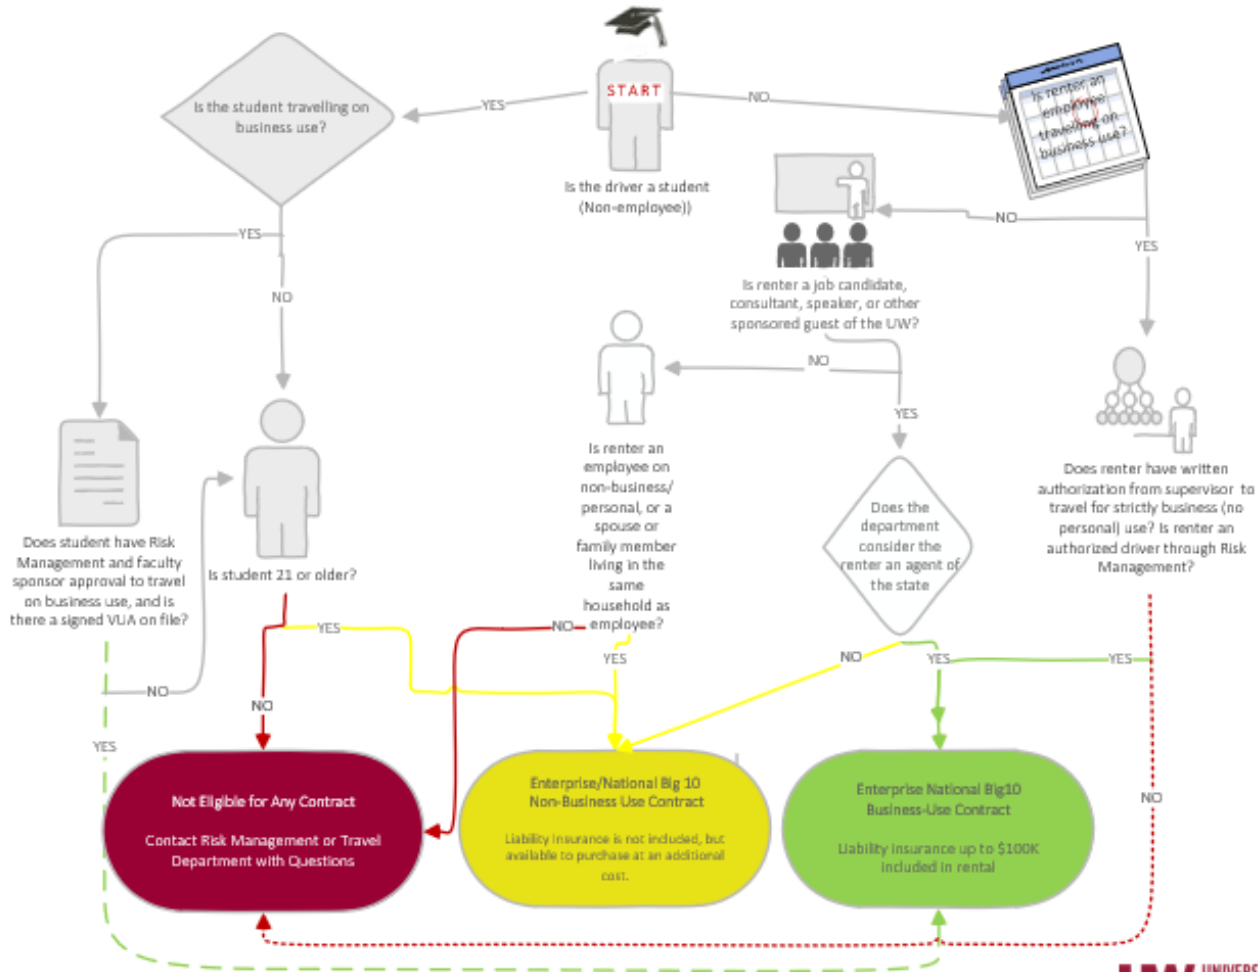 START
Is the driver a student
(Non-employee))
YES
NO
Is the student travelling on
business use?
Is renter an
employee
travelling on
business use?
YES
NO
NO
YES
Is renter a job candidate,
consultant, speaker, or other
sponsored guest of the UW?
NO
YES
Does student have Risk
Management and faculty
sponsor approval to travel
on business use, and is
there a signed VUA on file?
Is student 21 or older?
Is renter an
employee on
non-business/
personal, or a
spouse or
family member
living in the
same
household as
employee?
Does the
department
consider the
renter an agent of
the state
Does renter have written
authorization from supervisor to
travel for strictly business (no
personal) use? Is renter an
authorized driver through Risk
Management?
YES
NO
YES
NO
YES
YES
NO
NO
NO
YES
YES
NO
Not Eligible for Any Contract
Contact Risk Management or Travel
Department with Questions
Enterprise/National Big 10
Non-Business Use Contract
Liability Insurance is not included, but
available to purchase at an additional
cost.
Enterprise National Big10
Business-Use Contract
Liability insurance up to $100K
included in rental